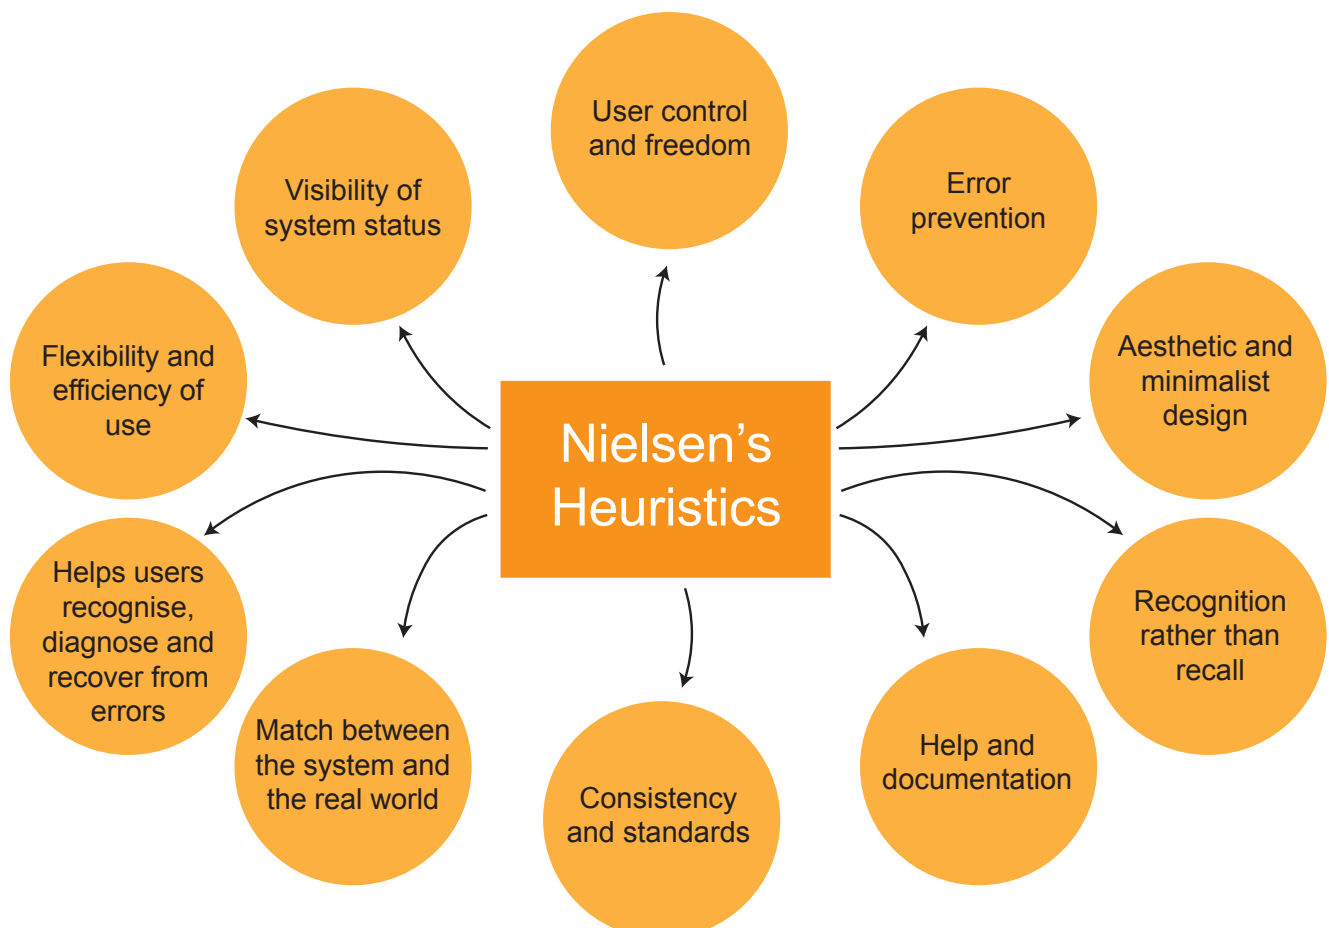 User control
and freedom
Visibility of
system status
Error
prevention
Flexibility and
efficiency of
use
Aesthetic and
minimalist
design
Nielsen’s
Heuristics
Helps users
recognise,
diagnose and
recover from
errors
Recognition
rather than
recall
Match between
the system and
the real world
Help and
documentation
Consistency
and standards